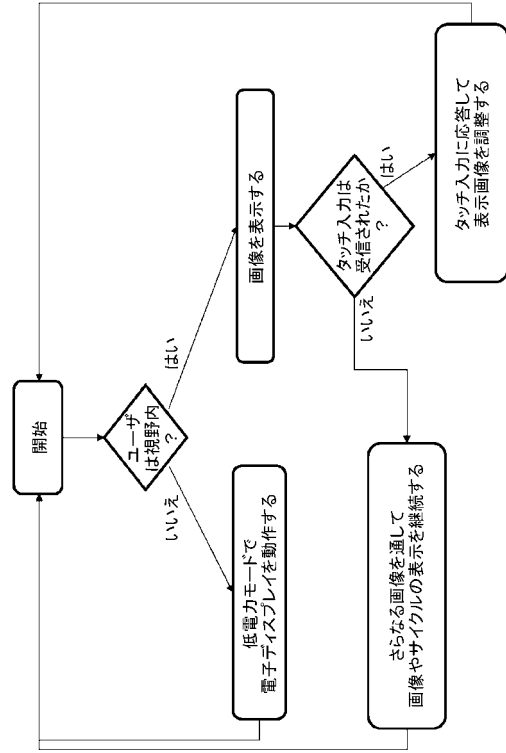 開始
ユーザ
は視野内
?
はい
いいえ
画像を表示する
低電力モードで
電子ディスプレイを動作する
タッチ入力は
受信されたか
?
はい
いいえ
タッチ入力に応答して
表示画像を調整する
さらなる画像を通して
画像やサイクルの表示を継続する